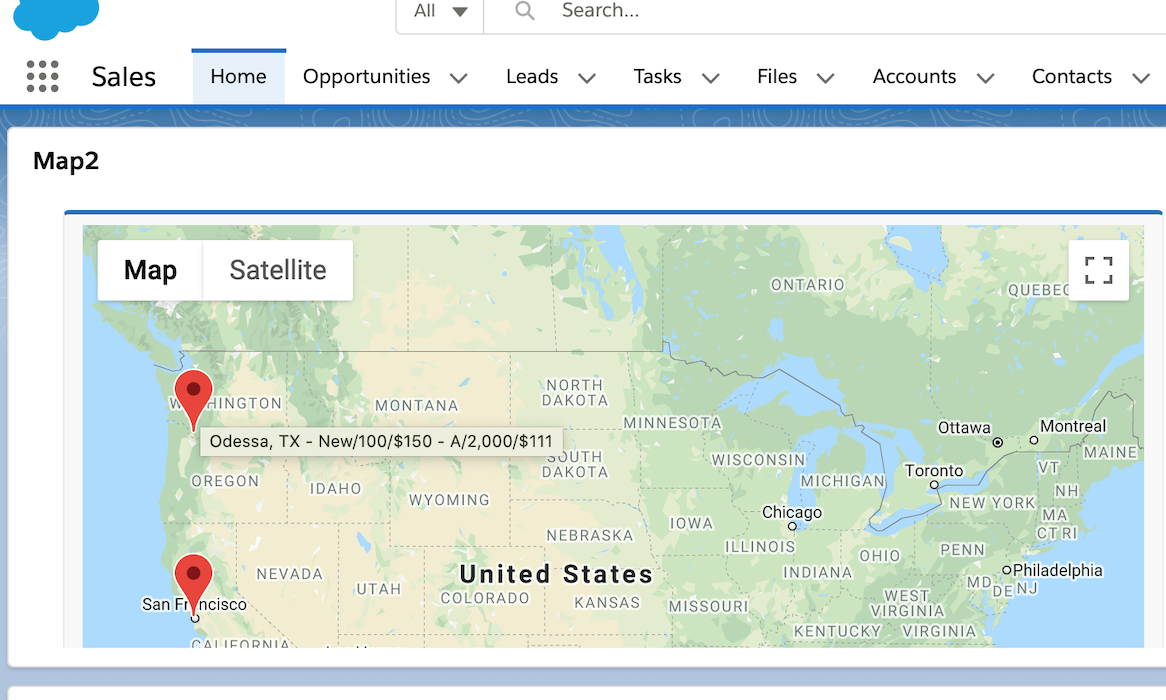 All Search...
Sales Home Opportunities Leads Tasks Files Accounts Contacts
Map2
Map Satellite
ONTARIO
QUEBEC
WASHINGTON
MONTANA
NORTH
DAKOTA
MINNESOTA
Ottawa
Montreal
Odessa, TX - New/100/$150 - A/2,000/$111
MAINE
SOUTH
DAKOTA
WISCONSIN
Toronto
VT
OREGON
IDAHO
WYOMING
MICHIGAN
NH
NEW YORK
Chicago
MA
IOWA
CT RI
NEBRASKA
ILLINOIS
OHIO
PENN
NEVADA
United States
INDIANA
Philadelphia
UTAH
COLORADO
KANSAS
MISSOURI
MD
DE NJ
WEST
VIRGINIA
San Francisco
KENTUCKY
VIRGINIA
CALIFORNIA